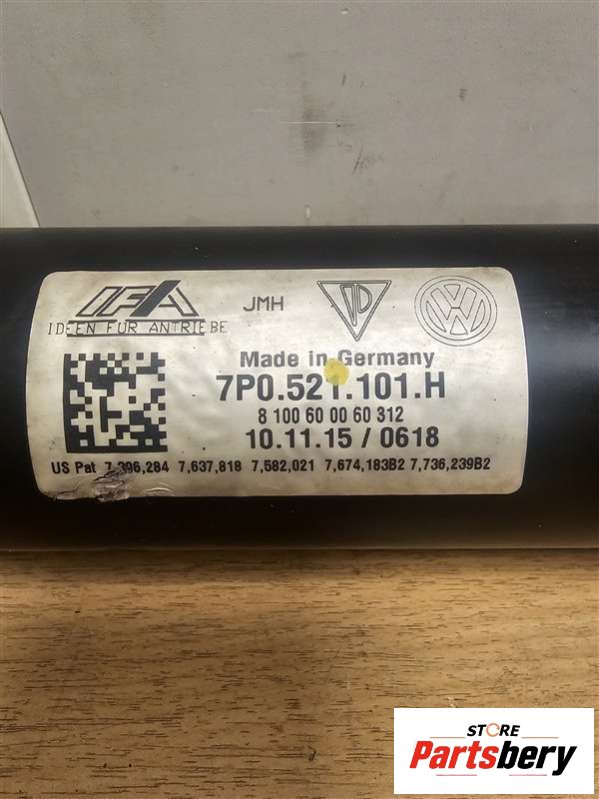 IFA
IDEEN FÜR ANTRIEBE
JMH
VW
Made in Germany
7P0.521.101.H
8 100 60 00 60 312
10.11.15 / 0618
US Pat 7,396,284 7,637,818 7,582,021 7,674,183B2 7,736,239B2
STORE
Partsbery